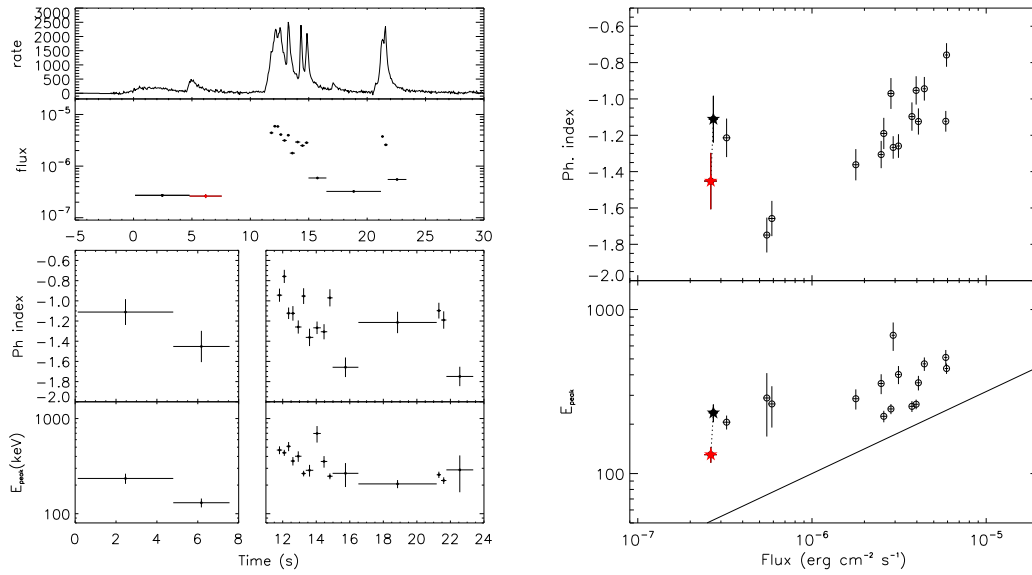 3000
2500
2000
1500
1000
500
0
rate
10⁻⁵
10⁻⁶
10⁻⁷
flux
−5 0 5 10 15 20 25 30
−0.6
−0.8
−1.0
−1.2
−1.4
−1.6
−1.8
−2.0
Ph index
1000
100
E_peak(keV)
0 2 4 6 8
12 14 16 18 20 22 24
Time (s)
−0.4
−0.6
−0.8
−1.0
−1.2
−1.4
−1.6
−1.8
−2.0
Ph. index
1000
100
E_peak
10⁻⁷ 10⁻⁶ 10⁻⁵
Flux (erg cm⁻² s⁻¹)